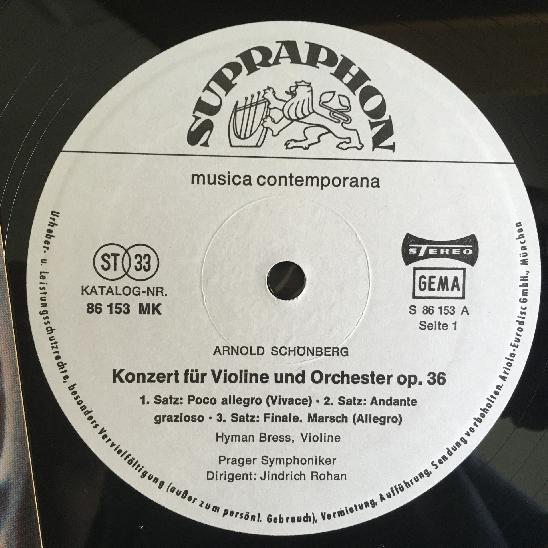 SUPRAPHON
musica contemporana
ST 33
KATALOG-NR.
86 153 MK
STEREO
GEMA
S 86 153 A
Seite 1
ARNOLD SCHÖNBERG
Konzert für Violine und Orchester op. 36
1. Satz: Poco allegro (Vivace) · 2. Satz: Andante
grazioso · 3. Satz: Finale. Marsch (Allegro)
Hyman Bress, Violine
Prager Symphoniker
Dirigent: Jindrich Rohan
Urheber- u. Leistungsschutzrechte, besonders Vervielfältigung (außer zum persönl. Gebrauch), Vermietung, Aufführung, Sendung vorbehalten. Ariola-Eurodisc GmbH., München